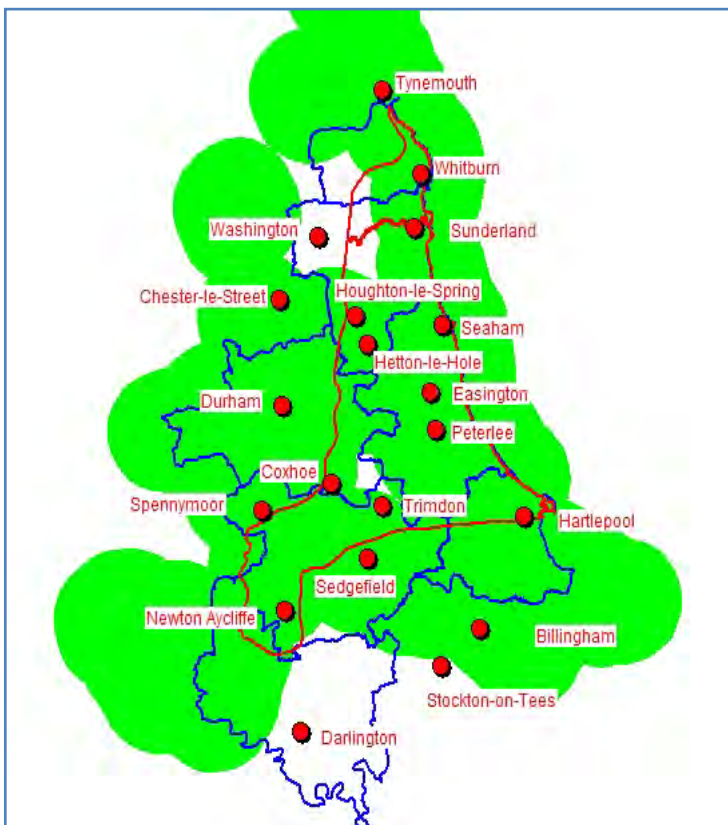 Tynemouth
Whitburn
Washington
Sunderland
Chester-le-Street
Houghton-le-Spring
Seaham
Hetton-le-Hole
Easington
Durham
Peterlee
Coxhoe
Spennymoor
Trimdon
Hartlepool
Sedgefield
Newton Aycliffe
Billingham
Stockton-on-Tees
Darlington